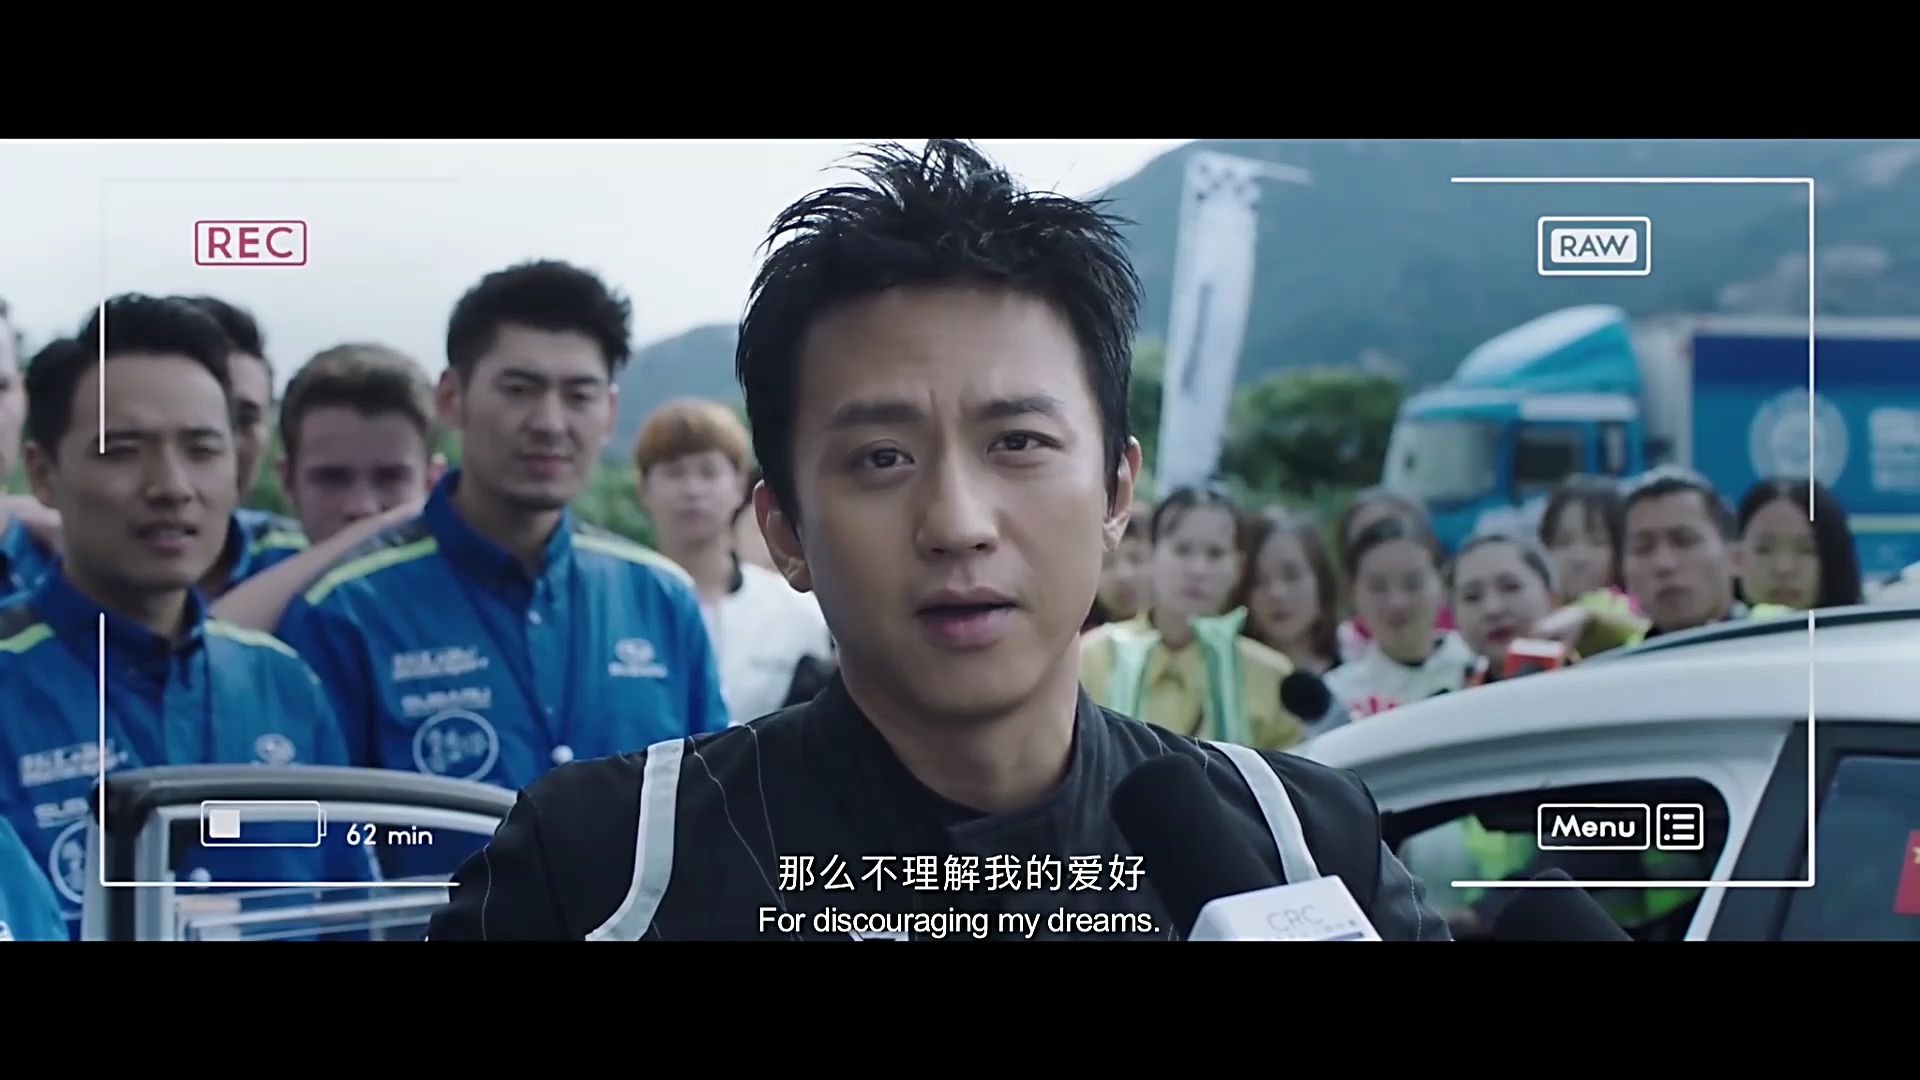 REC
RAW
SUBARU
62 min
Menu
那么不理解我的爱好
For discouraging my dreams.
CRC